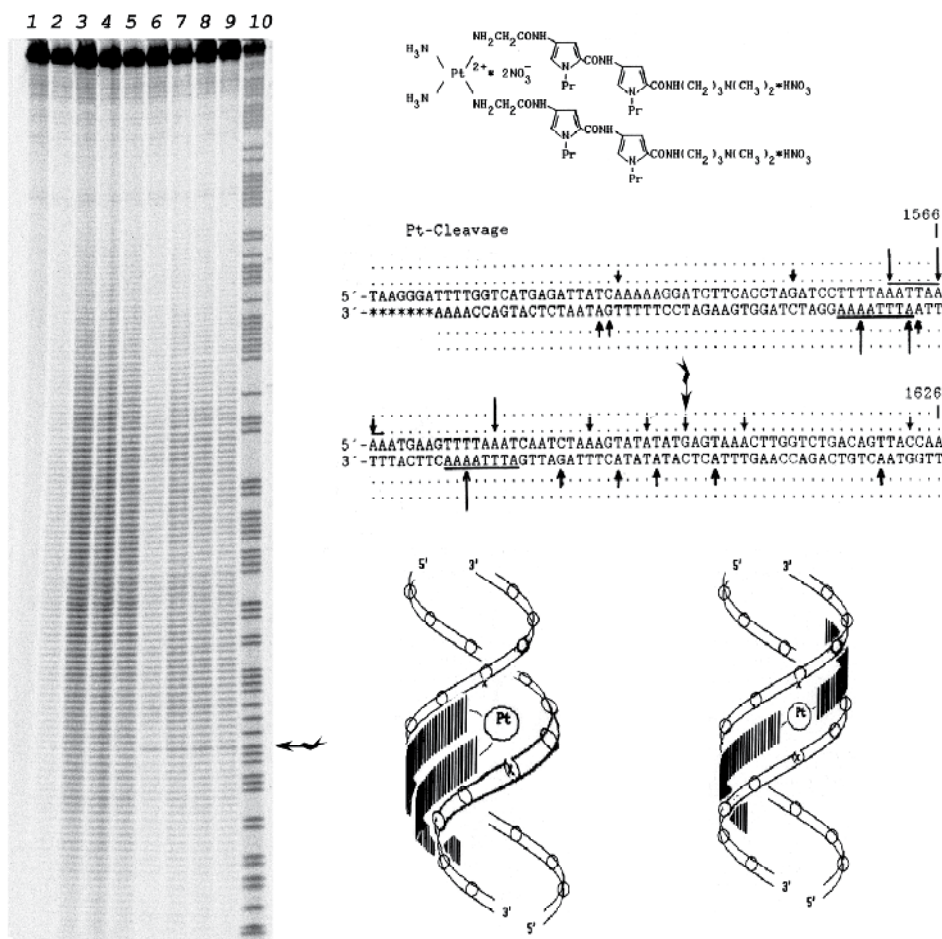 1 2 3 4 5 6 7 8 9 10
NH₂CH₂CONH
CONH
H₃N
N
Pr
Pt
2+
* 2NO₃⁻
N
Pr
CONH(CH₂)₃N(CH₃)₂*HNO₃
H₃N
NH₂CH₂CONH
CONH
N
Pr
N
Pr
CONH(CH₂)₃N(CH₃)₂*HNO₃
Pt-Cleavage
1566
5´-TAAGGGATTTTGGTCATGAGATTATCAAAAAGGATCTTCACCTAGATCCTTTTAAATTAA
3´-*******AAAACCAGTACTCTAATAGTTTTTCCTAGAAGTGGATCTAGGAAAATTTAATT
1626
5´-AAATGAAGTTTTAAATCAATCTAAAGTATATATGAGTAAACTTGGTCTGACAGTTACCAA
3´-TTTACTTCAAAATTTAGTTAGATTTCATATATACTCATTTGAACCAGACTGTCAATGGTT
5' 3' 5' 3'
x x
Pt Pt
x x
3' 3'
5' 5'